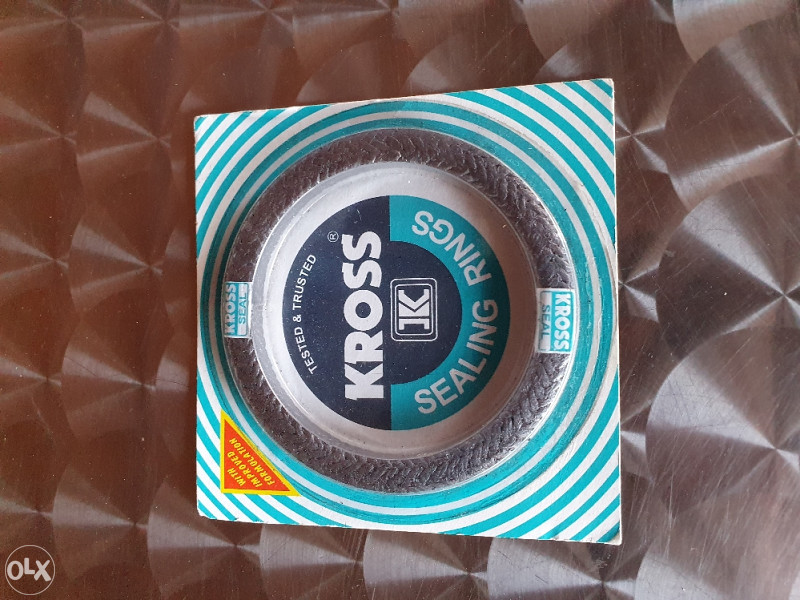 TESTED & TRUSTED
KROSS®
K
SEALING RINGS
KROSS
SEAL
KROSS
SEAL
WITH
IMPROVED
FORMULATION
OLX